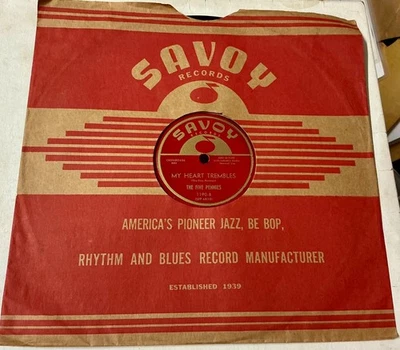 SAVOY
RECORDS
SAVOY
RECORDS
MY HEART TREMBLES
THE FIVE PENNIES
AMERICA'S PIONEER JAZZ, BE BOP,
RHYTHM AND BLUES RECORD MANUFACTURER
ESTABLISHED 1939